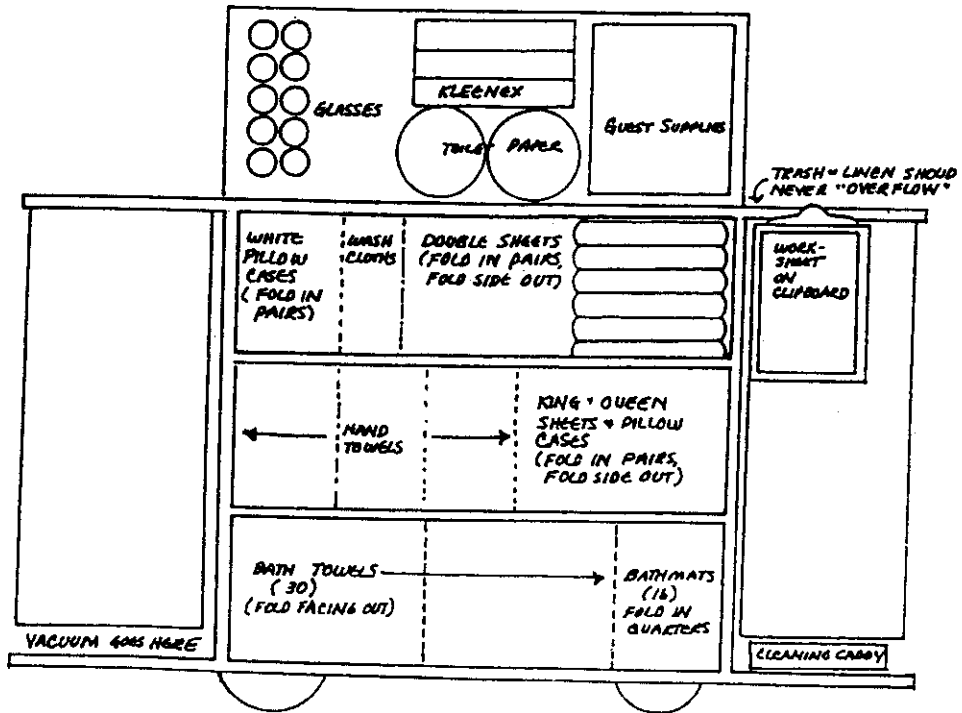 GLASSES
KLEENEX
TOILET PAPER
GUEST SUPPLIES
TRASH + LINEN SHOULD
NEVER "OVERFLOW"
WHITE
PILLOW
CASES
(FOLD IN
PAIRS)
WASH
CLOTHS
DOUBLE SHEETS
(FOLD IN PAIRS,
FOLD SIDE OUT)
WORK-
SHEET
ON
CLIPBOARD
HAND
TOWELS
KING + QUEEN
SHEETS + PILLOW
CASES
(FOLD IN PAIRS,
FOLD SIDE OUT)
BATH TOWELS
(30)
(FOLD FACING OUT)
BATHMATS
(16)
FOLD IN
QUARTERS
VACUUM GOES HERE
CLEANING CADDY